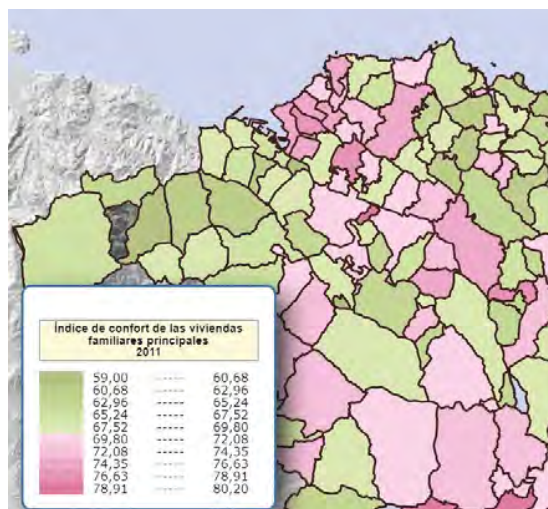 Índice de confort de las viviendas
familiares principales
2011
59,00 ----- 60,68
60,68 ----- 62,96
62,96 ----- 65,24
65,24 ----- 67,52
67,52 ----- 69,80
69,80 ----- 72,08
72,08 ----- 74,35
74,35 ----- 76,63
76,63 ----- 78,91
78,91 ----- 80,20